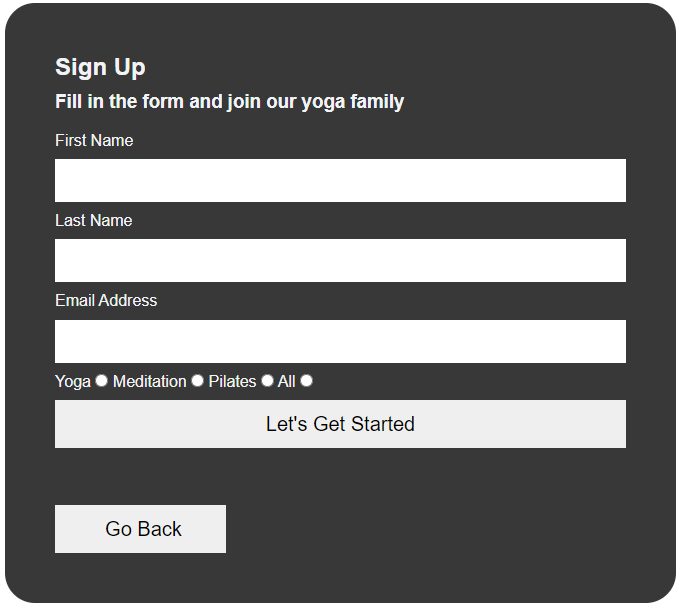 Sign Up
Fill in the form and join our yoga family
First Name
Last Name
Email Address
Yoga Meditation Pilates All
Let's Get Started
Go Back